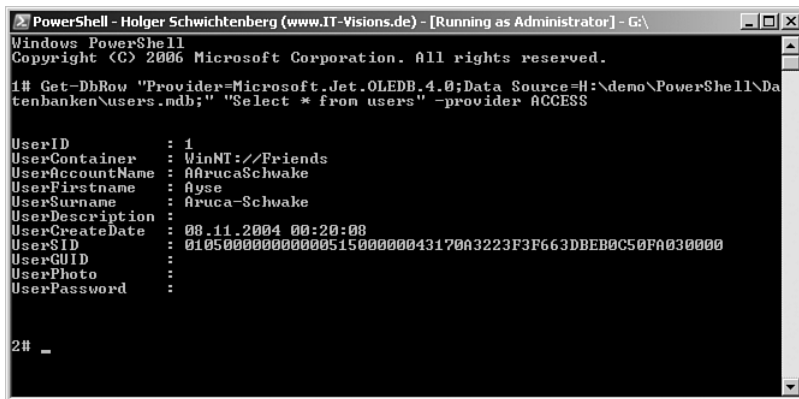 PowerShell - Holger Schwichtenberg (www.IT-Visions.de) - [Running as Administrator] - G:\
Windows PowerShell
Copyright (C) 2006 Microsoft Corporation. All rights reserved.
1# Get-DbRow "Provider=Microsoft.Jet.OLEDB.4.0;Data Source=H:\demo\PowerShell\Da
tenbanken\users.mdb;" "Select * from users" -provider ACCESS
UserID : 1
UserContainer : WinNT://Friends
UserAccountName : AArucaSchwake
UserFirstname : Ayse
UserSurname : Aruca-Schwake
UserDescription :
UserCreateDate : 08.11.2004 00:20:08
UserSID : 01050000000000051500000043170A3223F3F663DBEB0C50FA030000
UserGUID :
UserPhoto :
UserPassword :
2# _